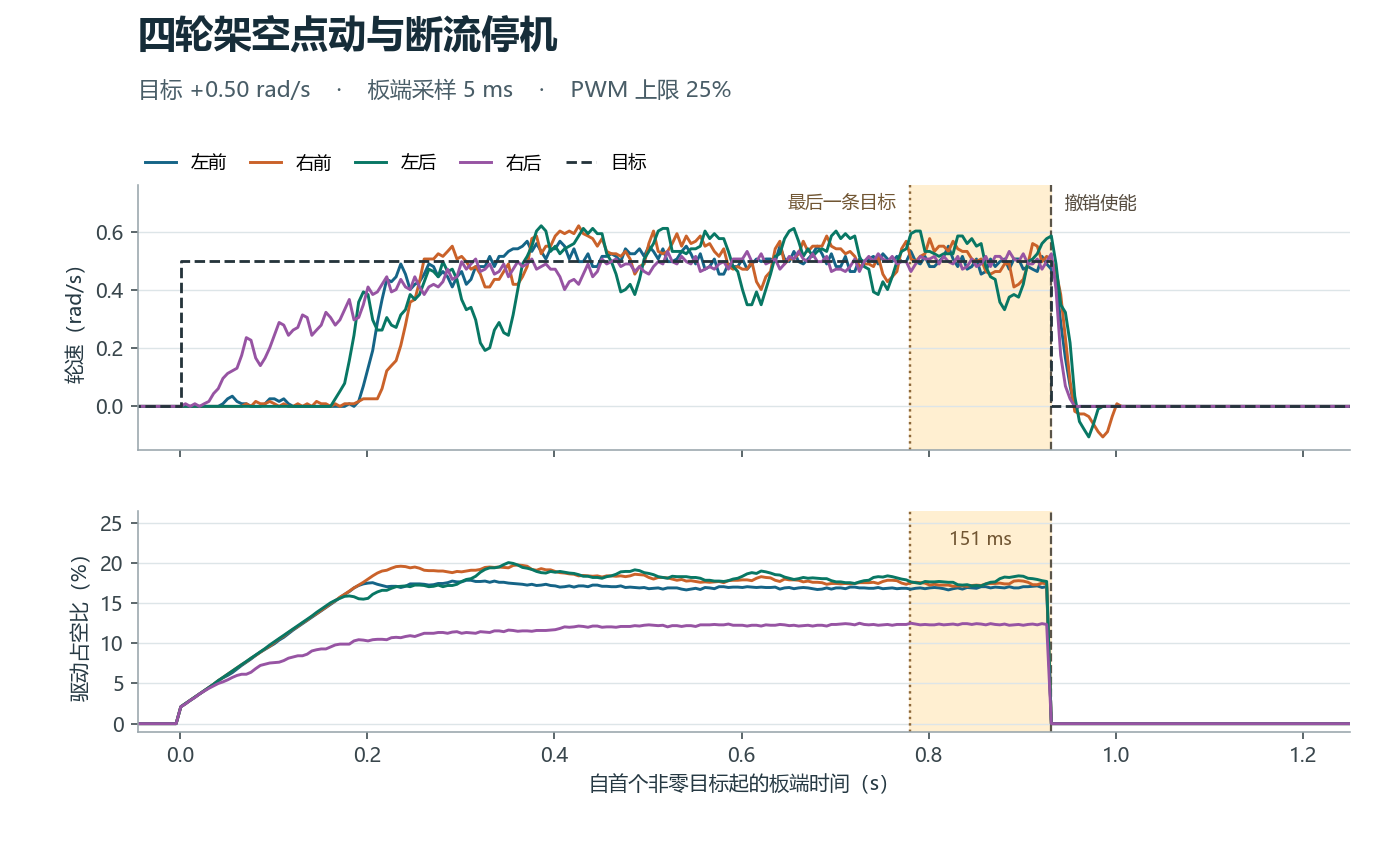 四轮架空点动与断流停机
目标 +0.50 rad/s · 板端采样 5 ms · PWM 上限 25%
左前 右前 左后 右后 目标
最后一条目标 撤销使能
轮速（rad/s）
0.6
0.4
0.2
0.0
151 ms
驱动占空比（%）
25
20
15
10
5
0
0.0 0.2 0.4 0.6 0.8 1.0 1.2
自首个非零目标起的板端时间（s）